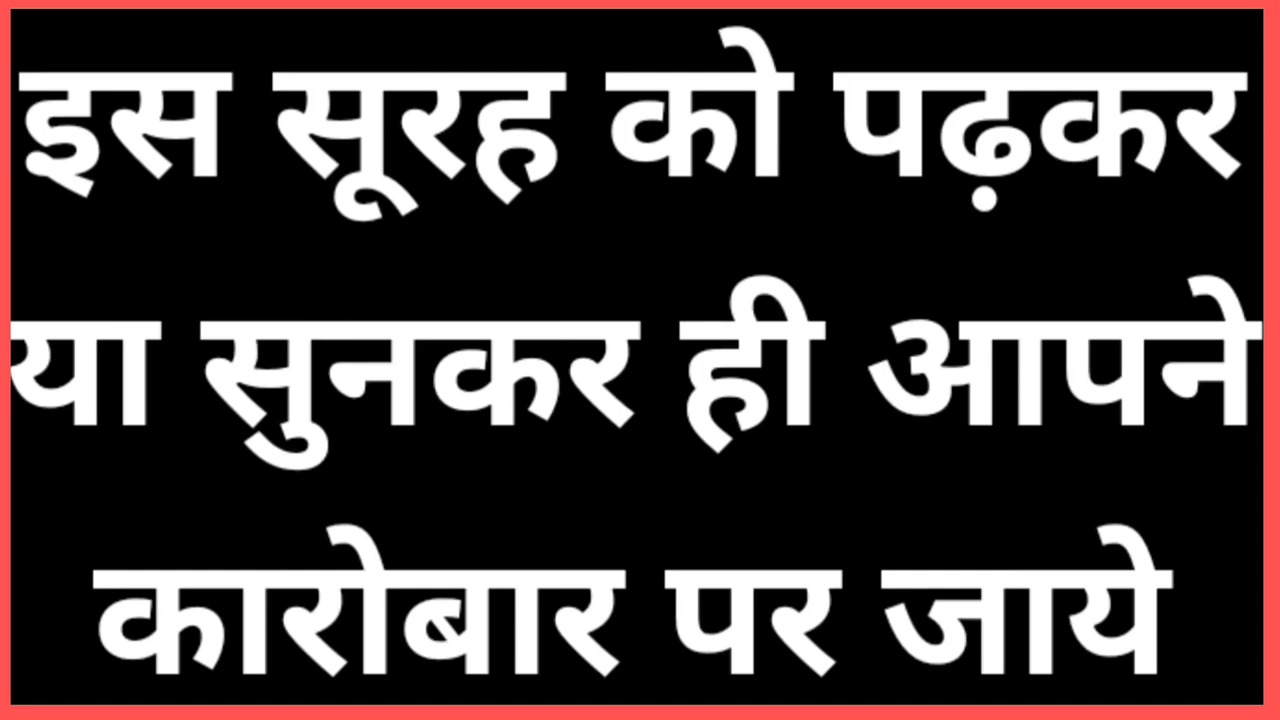 इस सूरह को पढ़कर
या सुनकर ही आपने
कारोबार पर जाये